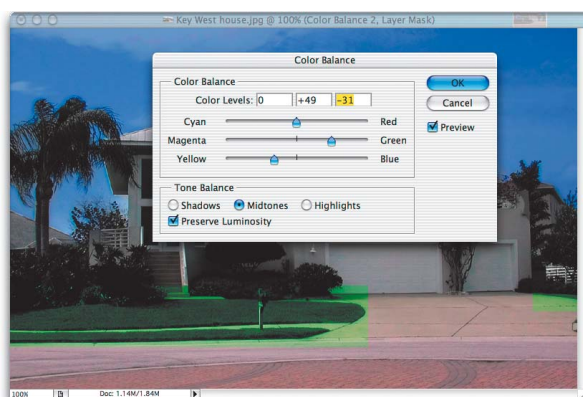 Key West house.jpg @ 100% (Color Balance 2, Layer Mask)
Color Balance
Color Balance
Color Levels: 0 +49 -31
Cyan Red
Magenta Green
Yellow Blue
Tone Balance
Shadows Midtones Highlights
Preserve Luminosity
OK
Cancel
Preview
100% Doc: 1.14M/1.84M